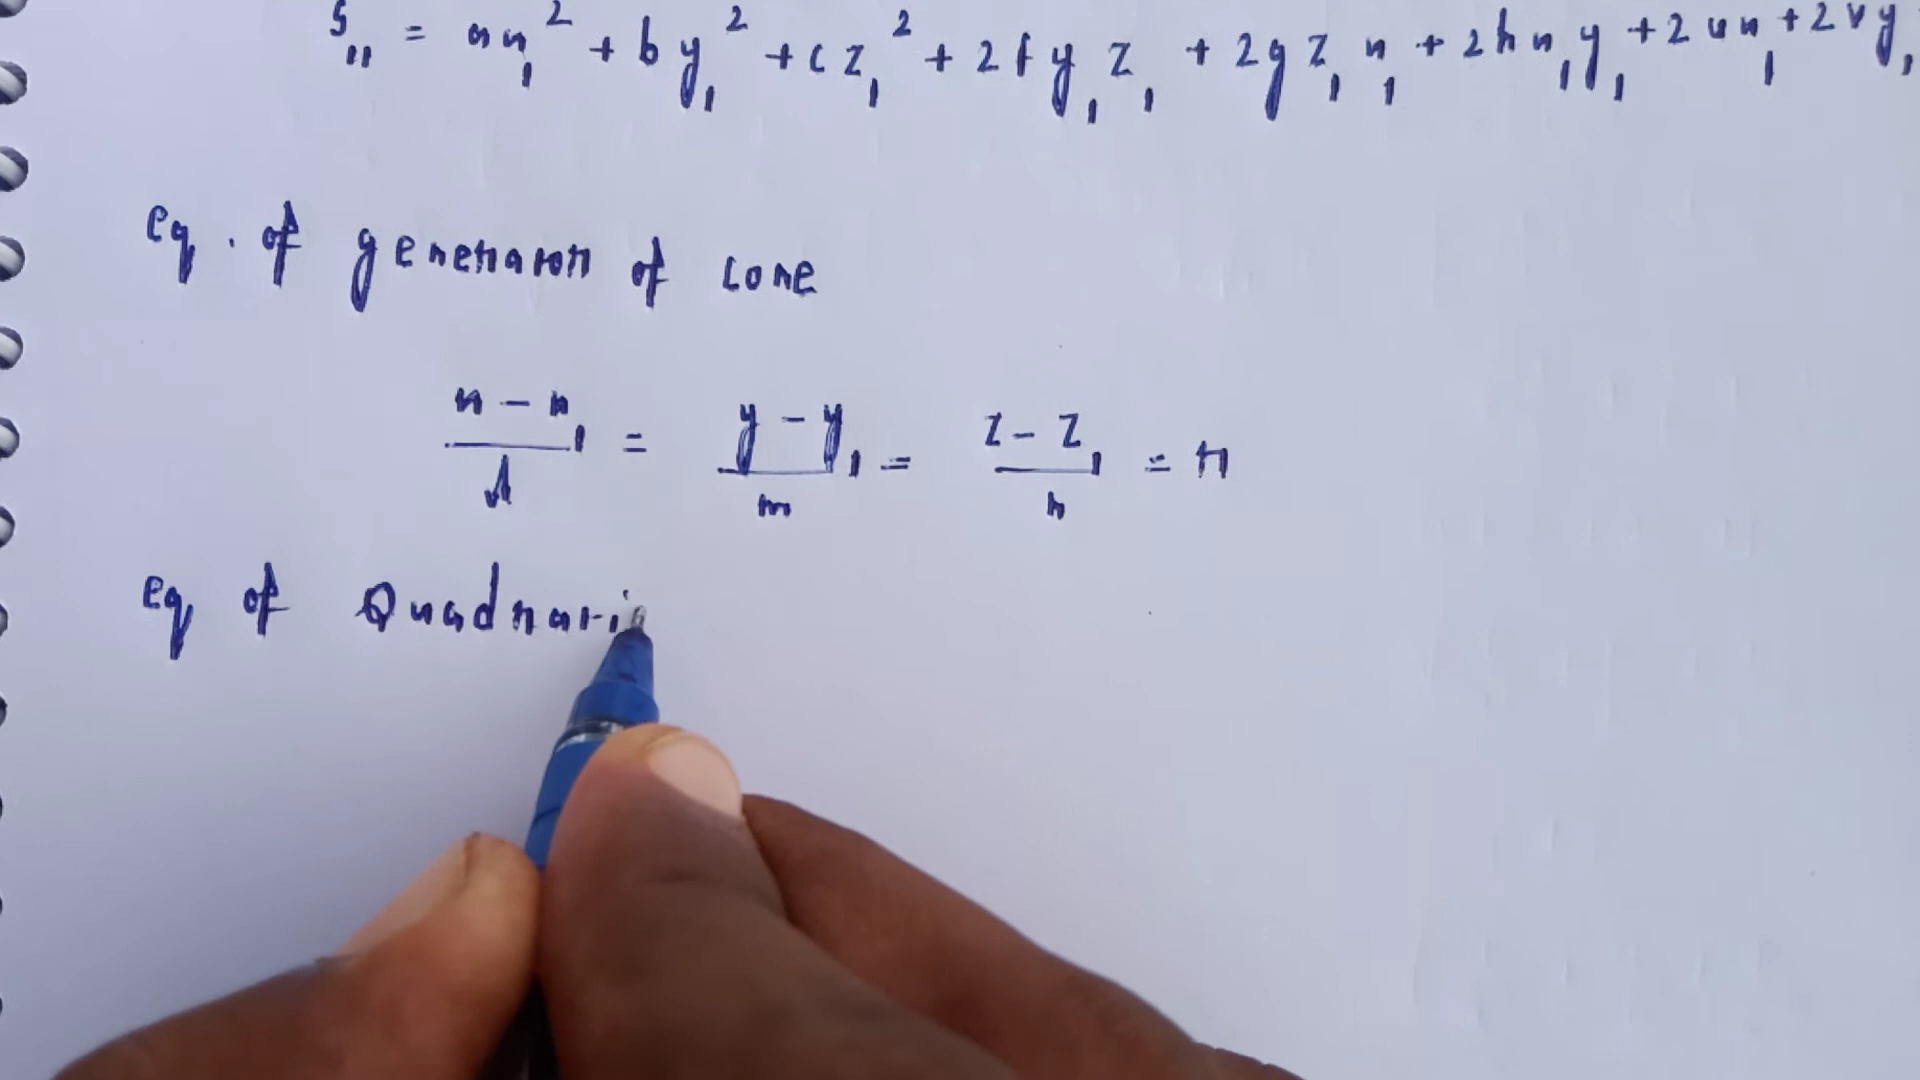 S₁₁ = ax₁² + by₁² + cz₁² + 2fy₁z₁ + 2gz₁x₁ + 2hx₁y₁ + 2ux₁ + 2vy₁
eq. of generator of cone
x - x₁ / l = y - y₁ / m = z - z₁ / n = r
eq of Quadratic